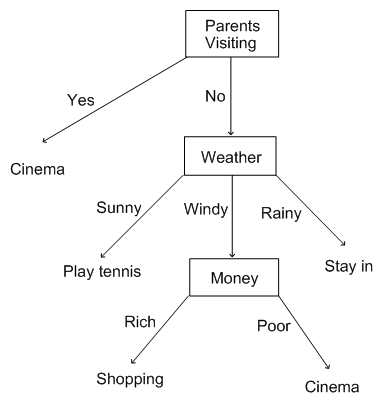 Parents
Visiting
Yes
No
Cinema
Weather
Sunny
Windy
Rainy
Play tennis
Stay in
Money
Rich
Poor
Shopping
Cinema